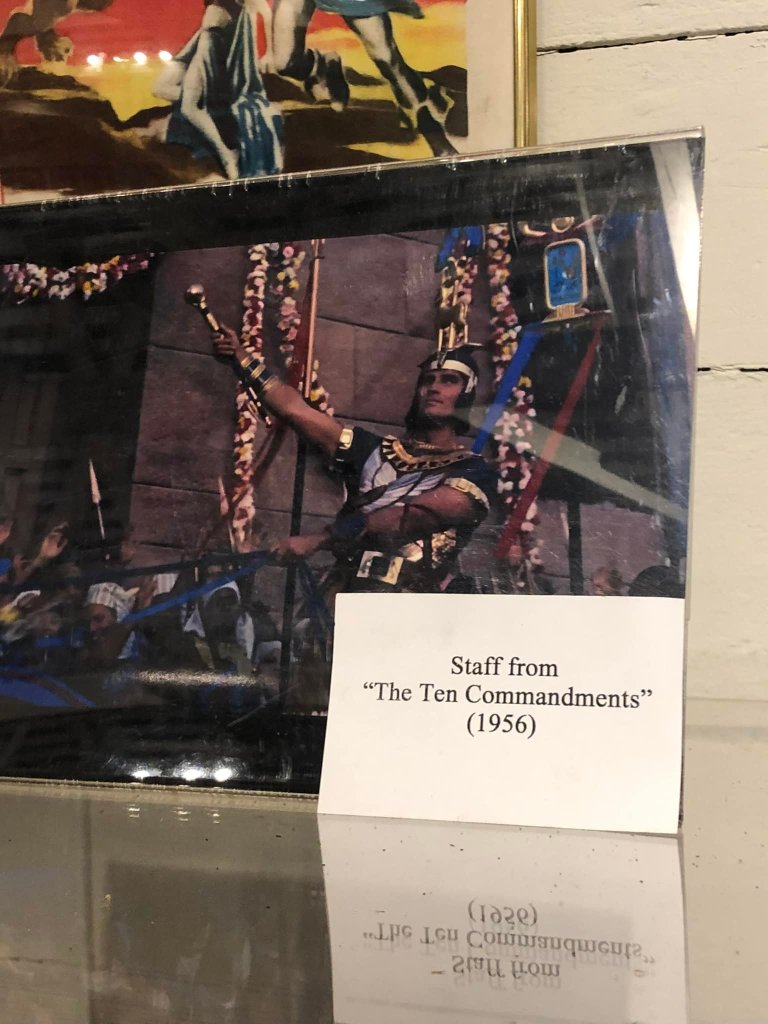 Staff from
“The Ten Commandments”
(1956)